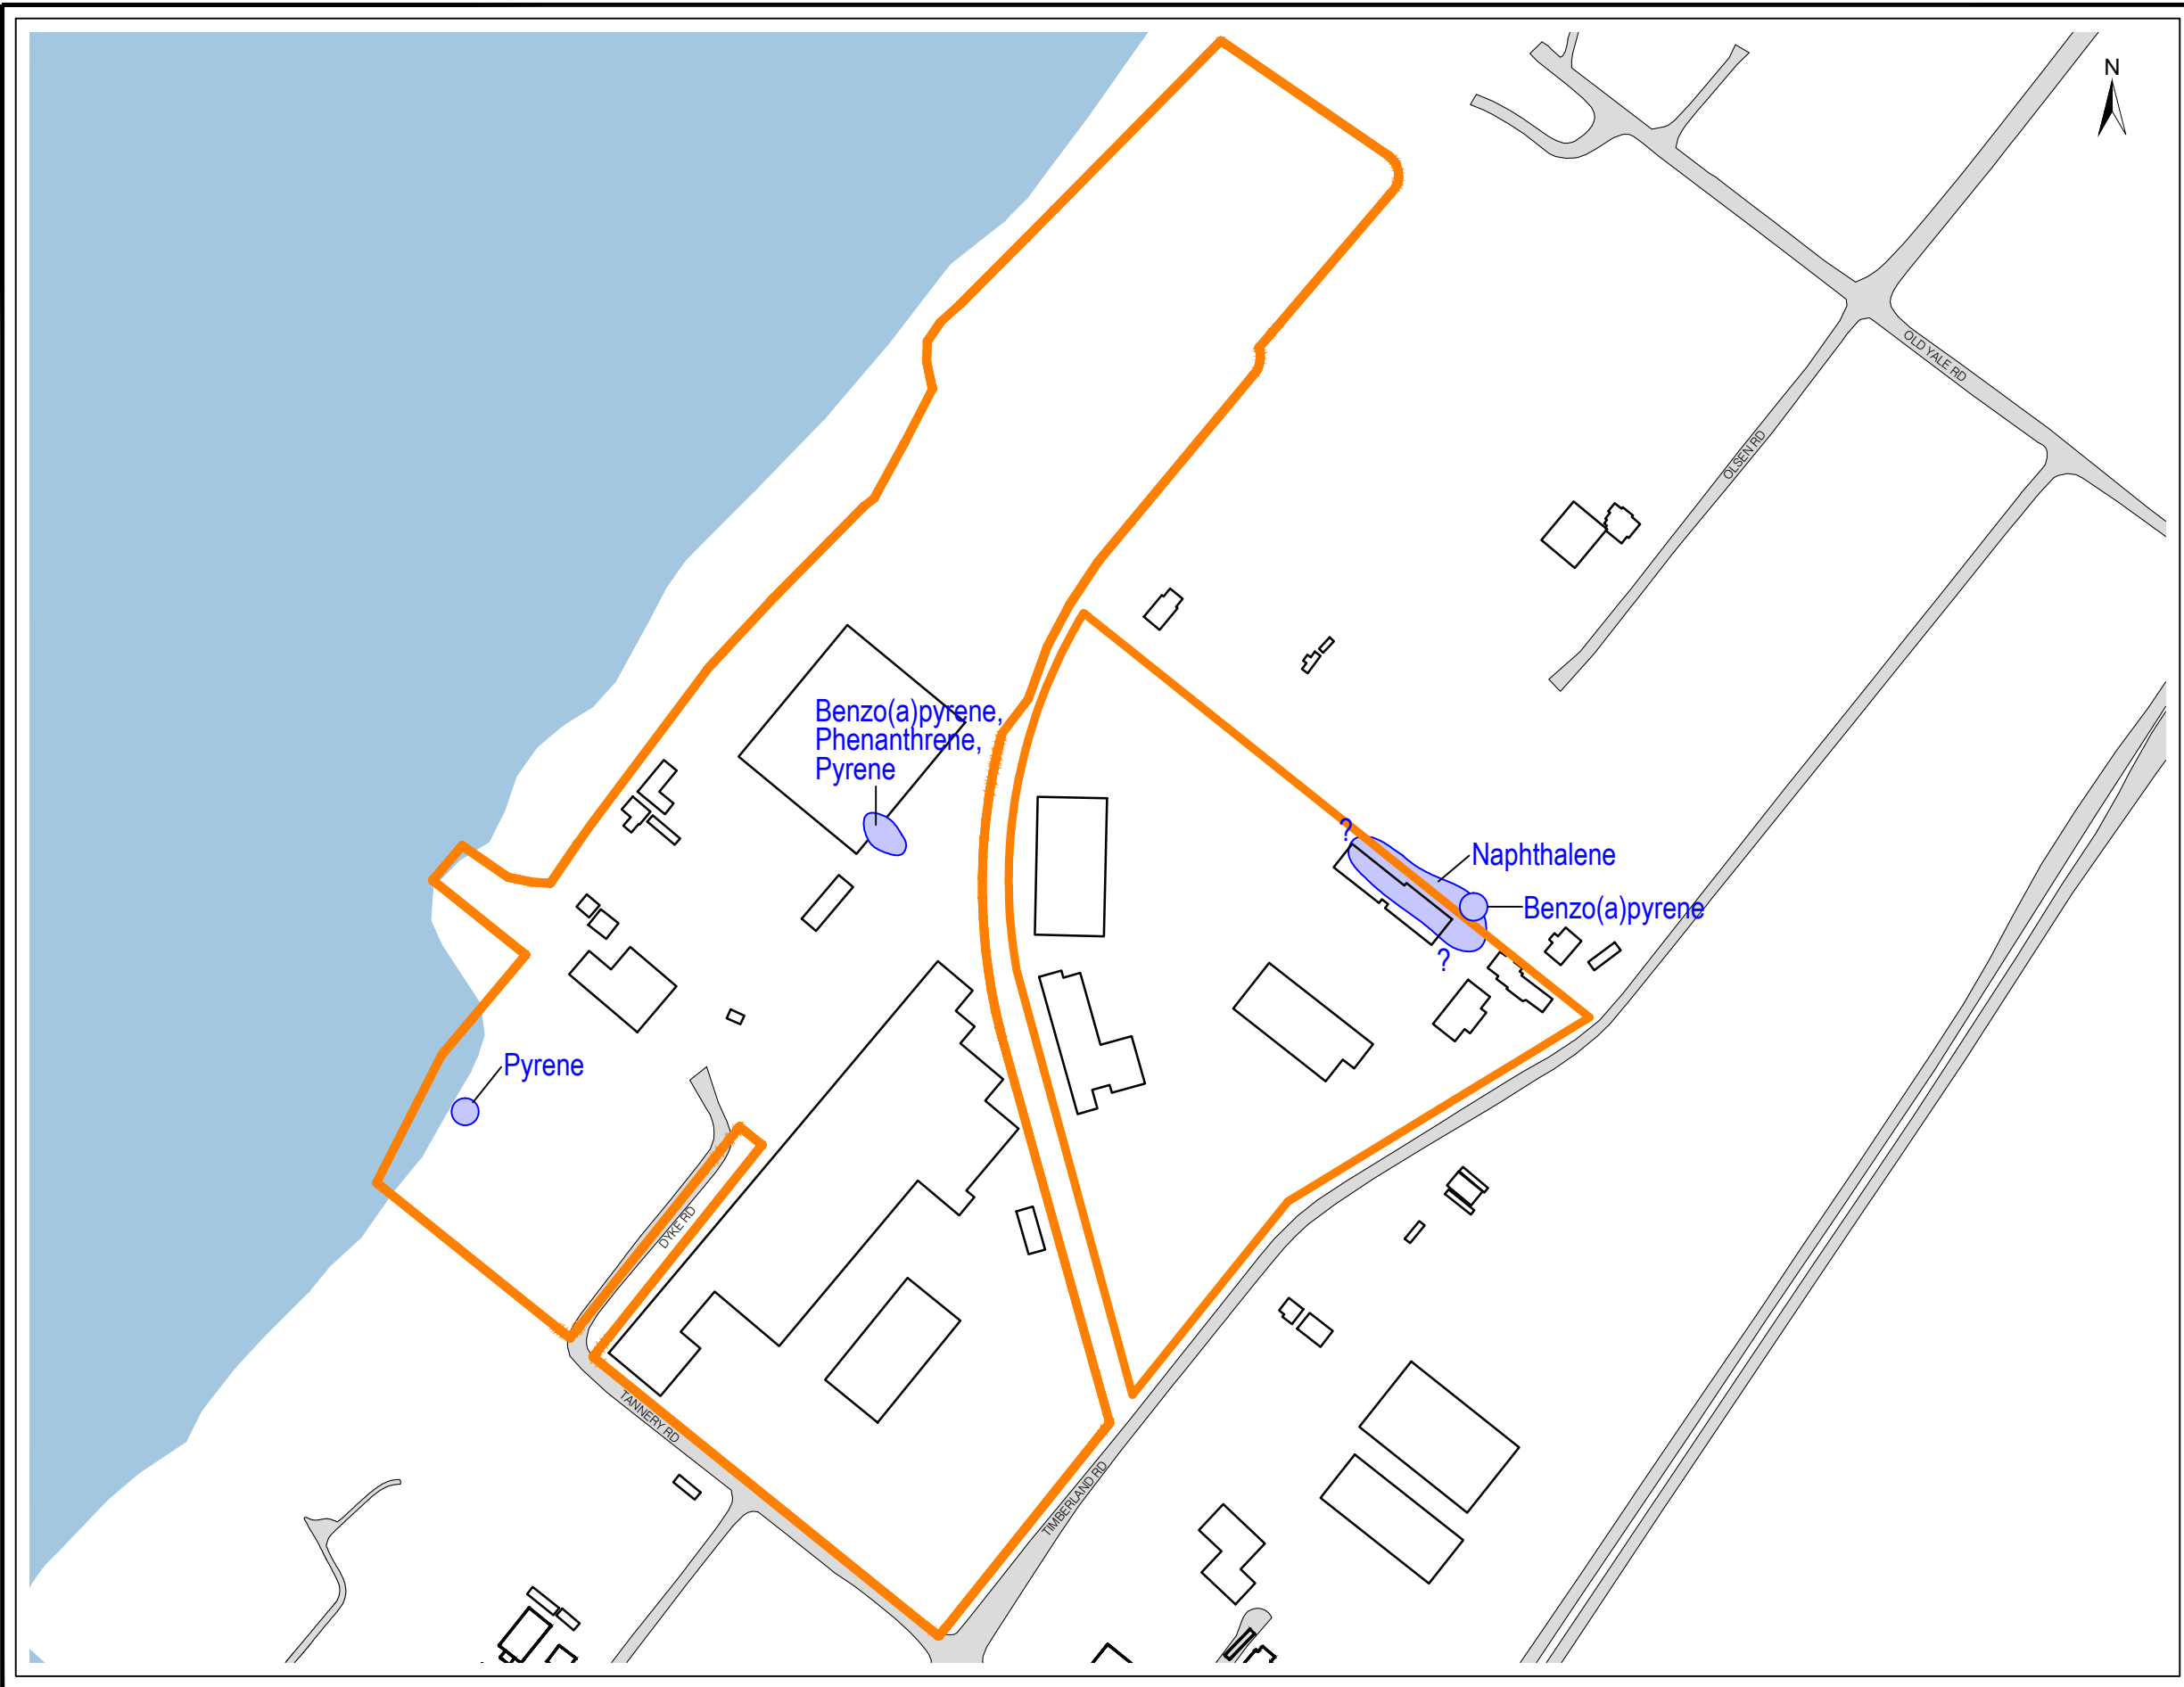 N
OLD YALE RD
OLSEN RD
Benzo(a)pyrene,
Phenanthrene,
Pyrene
?
Naphthalene
Benzo(a)pyrene
?
Pyrene
DYKE RD
TANNERY RD
TIMBERLAND RD